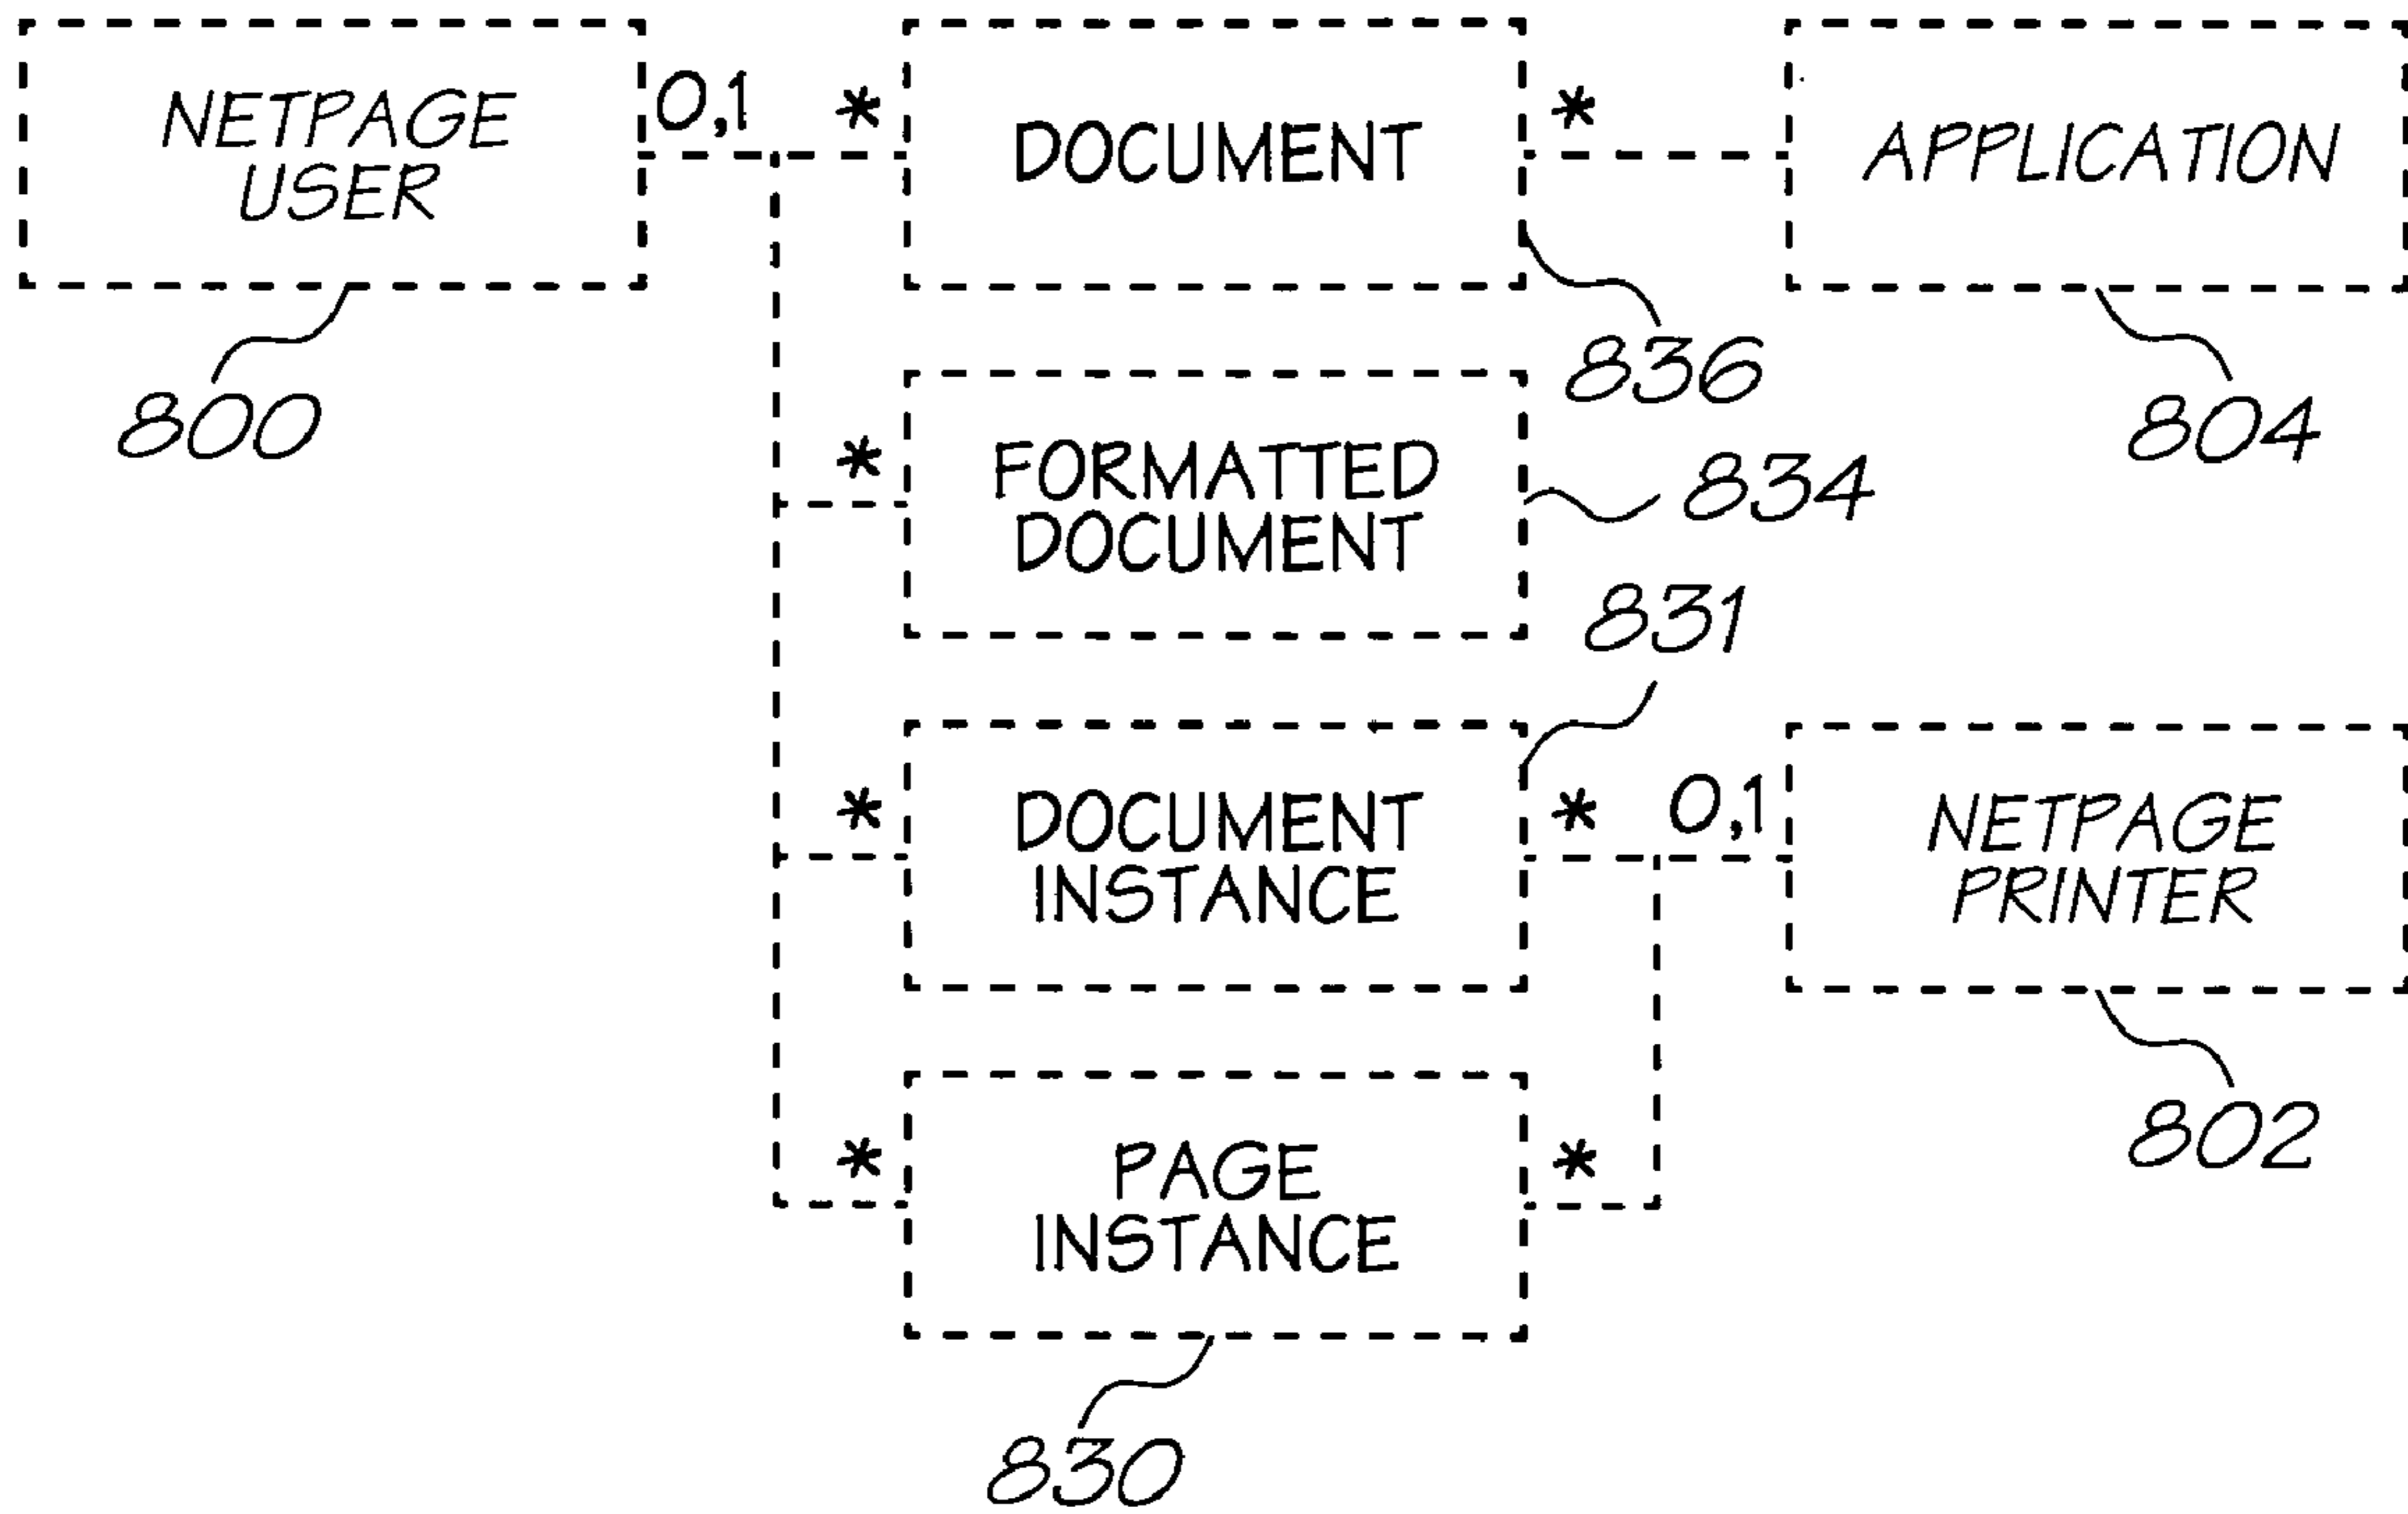 NETPAGE
USER
0,1
*
DOCUMENT
*
APPLICATION
800
836
804
*
FORMATTED
DOCUMENT
834
831
*
DOCUMENT
INSTANCE
*
0,1
NETPAGE
PRINTER
802
*
PAGE
INSTANCE
*
830